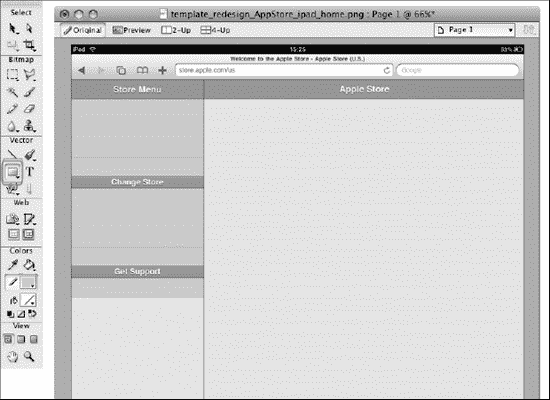 Select
Bitmap
Vector
T
Web
Colors
View
template_redesign_AppStore_ipad_home.png : Page 1 @ 66%*
Original Preview 2-Up 4-Up Page 1
iPad 15:25
Welcome to the Apple Store - Apple Store (U.S.)
store.apple.com/us Google
Store Menu Apple Store
Change Store
Get Support